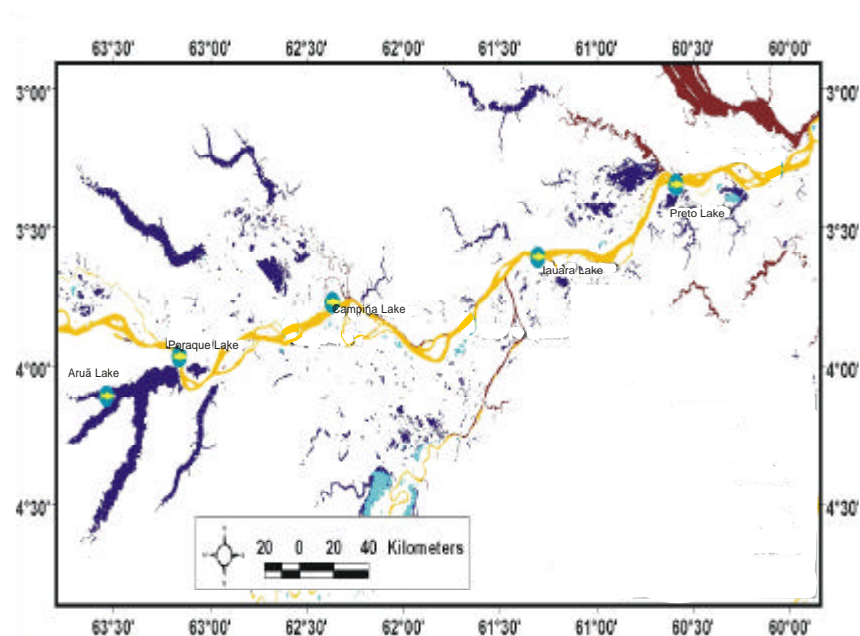 63°30' 63°00' 62°30' 62°00' 61°30' 61°00' 60°30' 60°00'
3°00' 3°00'
Preto Lake
3°30' 3°30'
Iauara Lake
Campina Lake
Poraque Lake
4°00' 4°00'
Aruã Lake
4°30' 4°30'
20 0 20 40 Kilometers
63°30' 63°00' 62°30' 62°00' 61°30' 61°00' 60°30' 60°00'